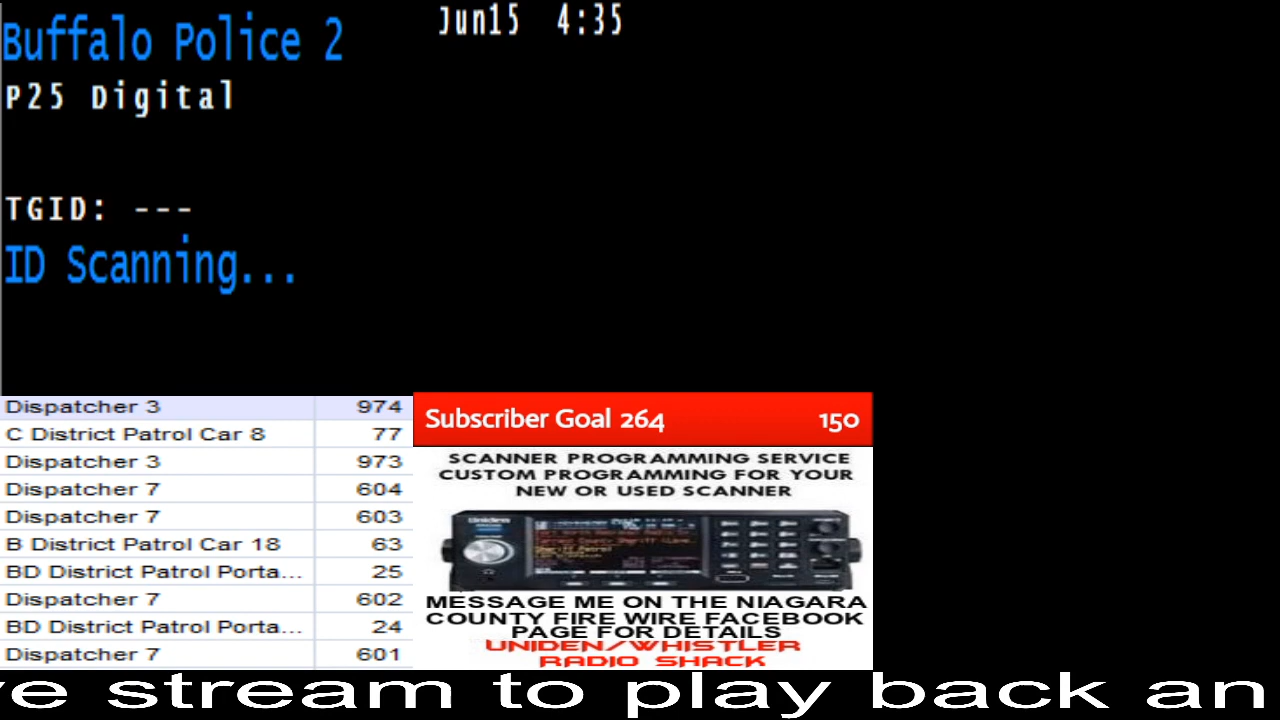 Buffalo Police 2
Jun15 4:35
P25 Digital
TGID: ---
ID Scanning...
Dispatcher 3 974
C District Patrol Car 8 77
Dispatcher 3 973
Dispatcher 7 604
Dispatcher 7 603
B District Patrol Car 18 63
BD District Patrol Porta... 25
Dispatcher 7 602
BD District Patrol Porta... 24
Dispatcher 7 601
Subscriber Goal 264 150
SCANNER PROGRAMMING SERVICE
CUSTOM PROGRAMMING FOR YOUR
NEW OR USED SCANNER
Uniden
MESSAGE ME ON THE NIAGARA
COUNTY FIRE WIRE FACEBOOK
PAGE FOR DETAILS
UNIDEN/WHISTLER
RADIO SHACK
ve stream to play back an